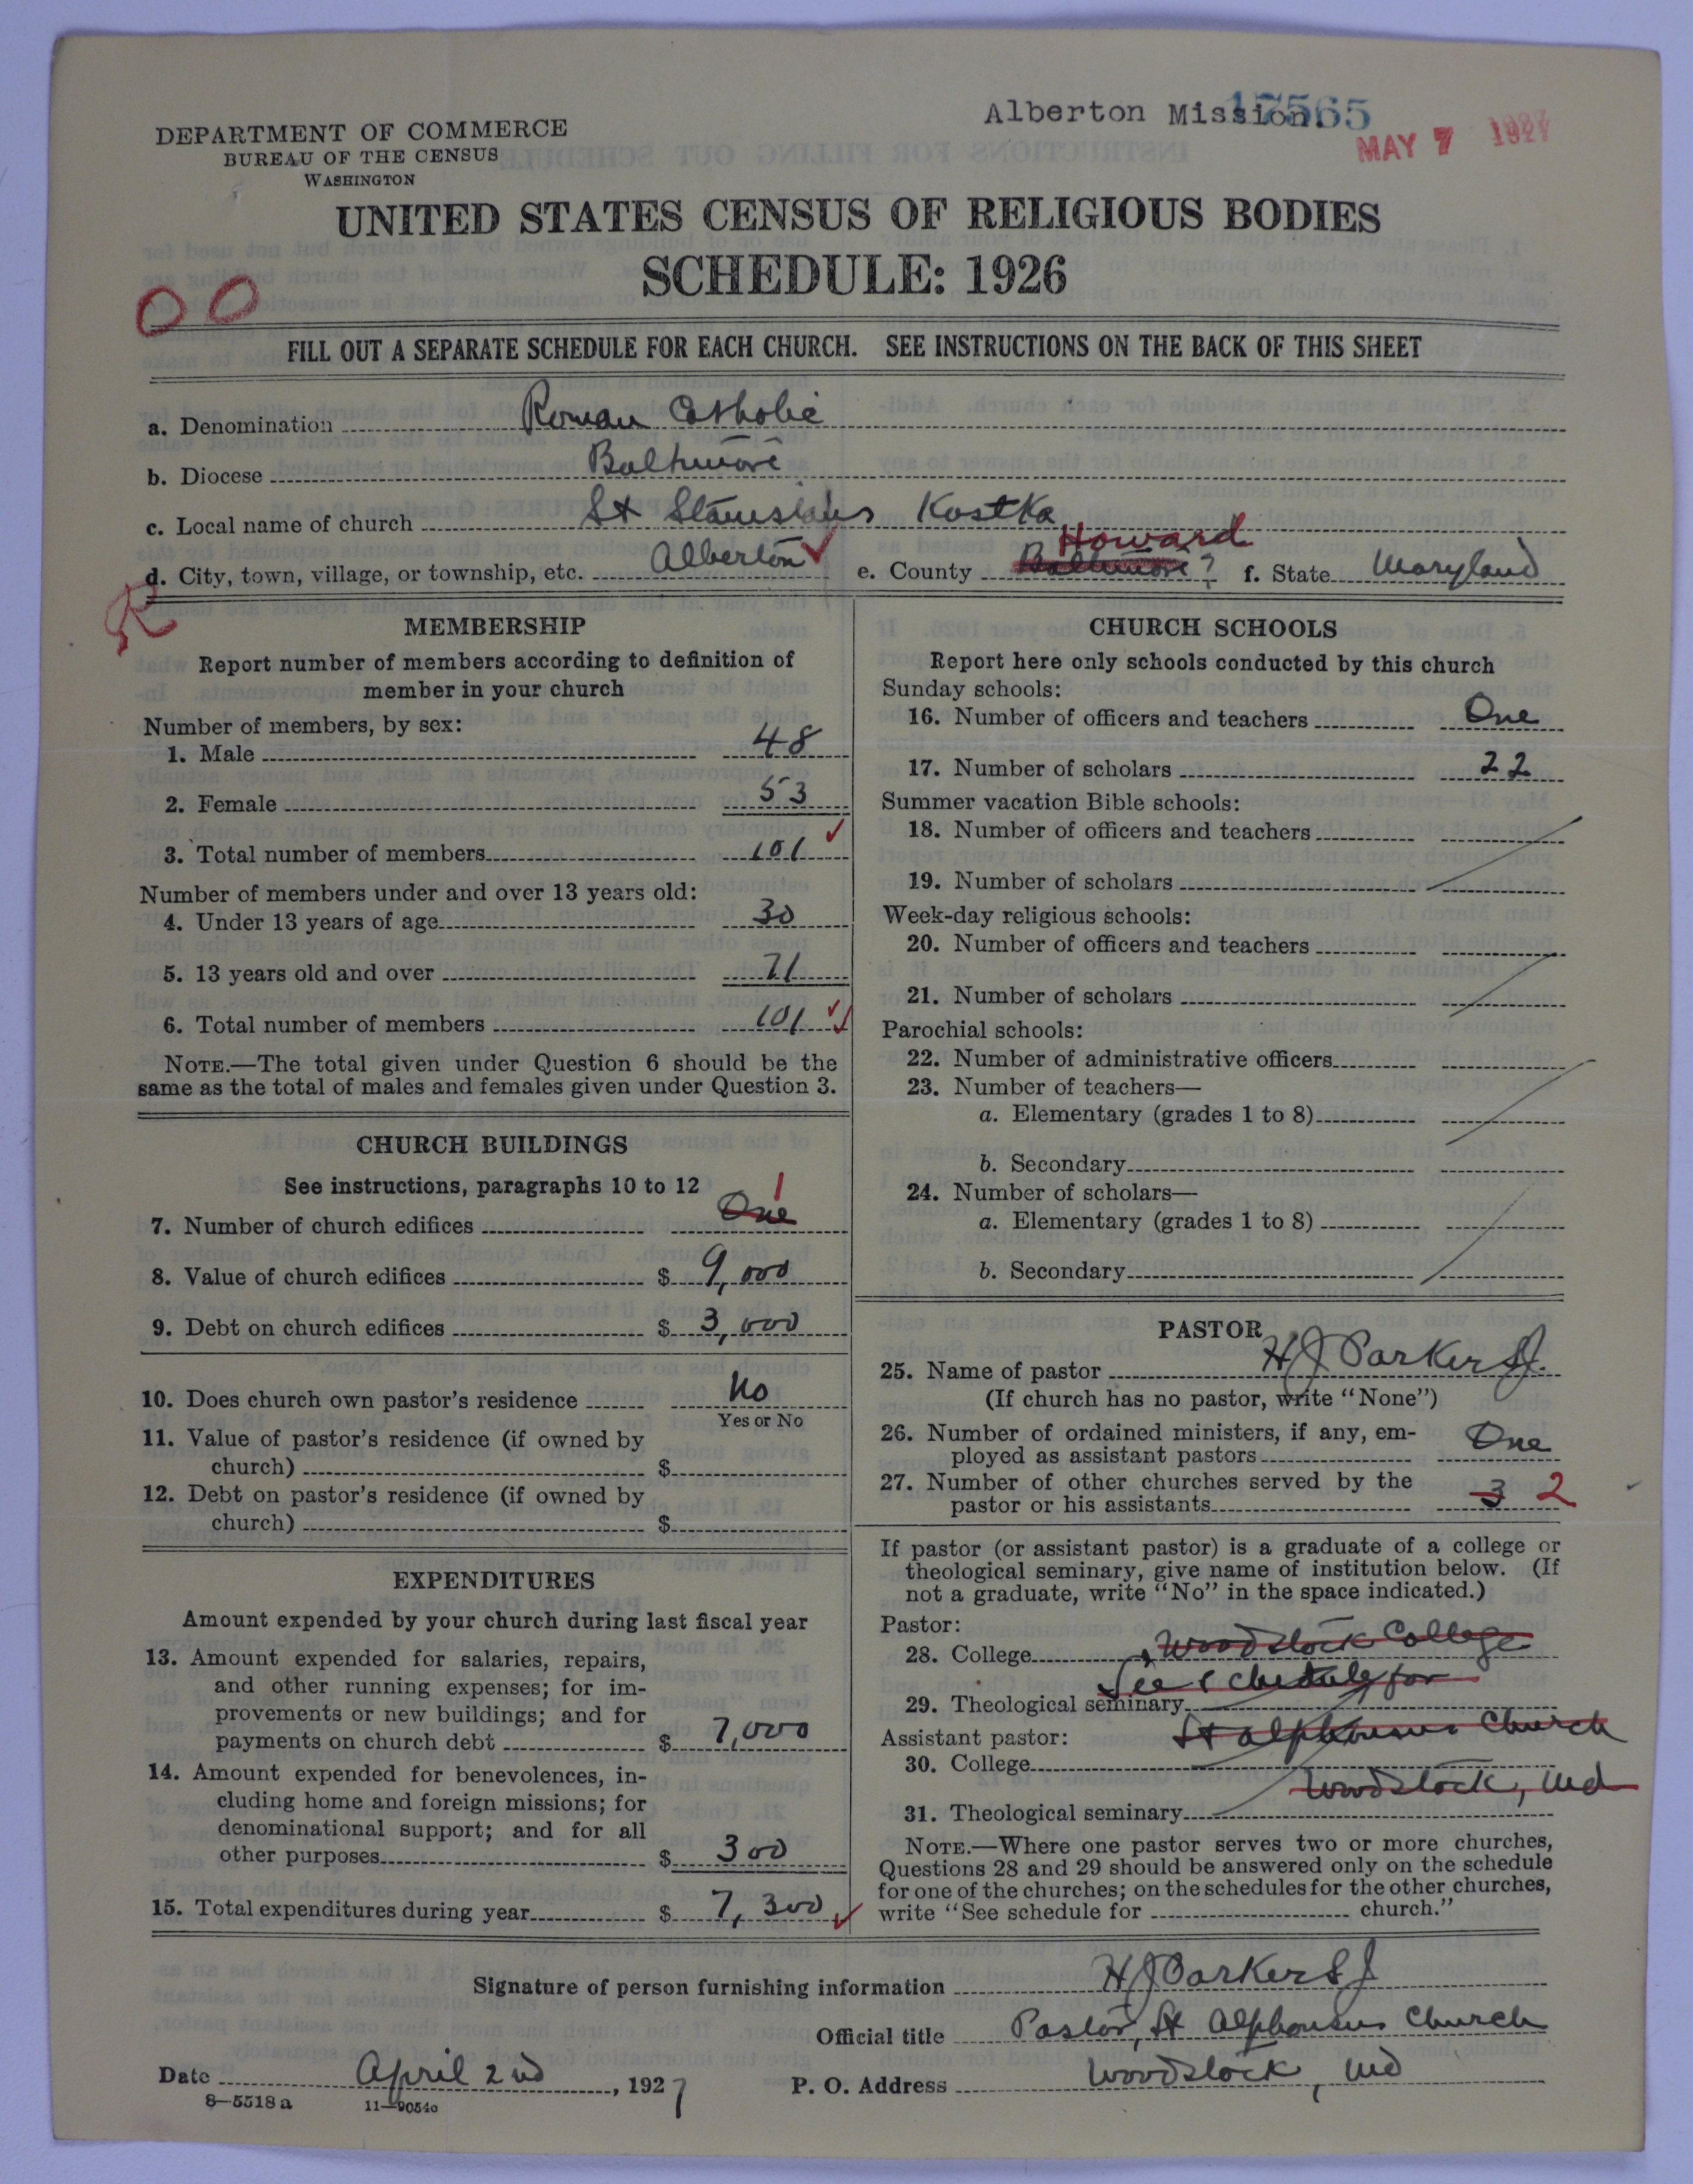 Alberton Mission. 17565
MAY 7 1927
DEPARTMENT OF COMMERCE
BUREAU OF THE CENSUS
WASHINGTON
UNITED STATES CENSUS OF RELIGIOUS BODIES
SCHEDULE: 1926
00
FILL OUT A SEPARATE SCHEDULE FOR EACH CHURCH. SEE INSTRUCTIONS ON THE BACK OF THIS SHEET
a. Denomination Roman Catholic
b. Diocese Baltimore
c. Local name of church St Stanislaus Kostka
Howard
d. City, town, village, or township, etc. Alberton e. County Baltimore? f. State Maryland
R
MEMBERSHIP
Report number of members according to definition of
member in your church
Number of members, by sex:
1. Male 48
2. Female 53
3. Total number of members 101
Number of members under and over 13 years old:
4. Under 13 years of age 30
5. 13 years old and over 71
6. Total number of members 101
NOTE.—The total given under Question 6 should be the
same as the total of males and females given under Question 3.
CHURCH BUILDINGS
See instructions, paragraphs 10 to 12 1
7. Number of church edifices One
8. Value of church edifices $ 9,000
9. Debt on church edifices $ 3,000
10. Does church own pastor's residence No
Yes or No
11. Value of pastor's residence (if owned by
church) $
12. Debt on pastor's residence (if owned by
church) $
EXPENDITURES
Amount expended by your church during last fiscal year
13. Amount expended for salaries, repairs,
and other running expenses; for im-
provements or new buildings; and for
payments on church debt $ 7,000
14. Amount expended for benevolences, in-
cluding home and foreign missions; for
denominational support; and for all
other purposes $ 300
15. Total expenditures during year $ 7,300
CHURCH SCHOOLS
Report here only schools conducted by this church
Sunday schools:
16. Number of officers and teachers One
17. Number of scholars 22
Summer vacation Bible schools:
18. Number of officers and teachers
19. Number of scholars
Week-day religious schools:
20. Number of officers and teachers
21. Number of scholars
Parochial schools:
22. Number of administrative officers
23. Number of teachers—
a. Elementary (grades 1 to 8)
b. Secondary
24. Number of scholars—
a. Elementary (grades 1 to 8)
b. Secondary
PASTOR
25. Name of pastor H J Parker SJ.
(If church has no pastor, write "None")
26. Number of ordained ministers, if any, em-
ployed as assistant pastors One
27. Number of other churches served by the
pastor or his assistants 3 2
If pastor (or assistant pastor) is a graduate of a college or
theological seminary, give name of institution below. (If
not a graduate, write "No" in the space indicated.)
Pastor:
28. College Woodstock College
See schedule for
29. Theological seminary
Assistant pastor: St Alphonsus Church
30. College
Woodstock, Md
31. Theological seminary
NOTE.—Where one pastor serves two or more churches,
Questions 28 and 29 should be answered only on the schedule
for one of the churches; on the schedules for the other churches,
write "See schedule for church."
Signature of person furnishing information H J Parker S J
Official title Pastor, St Alphonsus Church
Date April 2nd, 1927 P. O. Address Woodstock, Md
8—5518 a 11—9054c